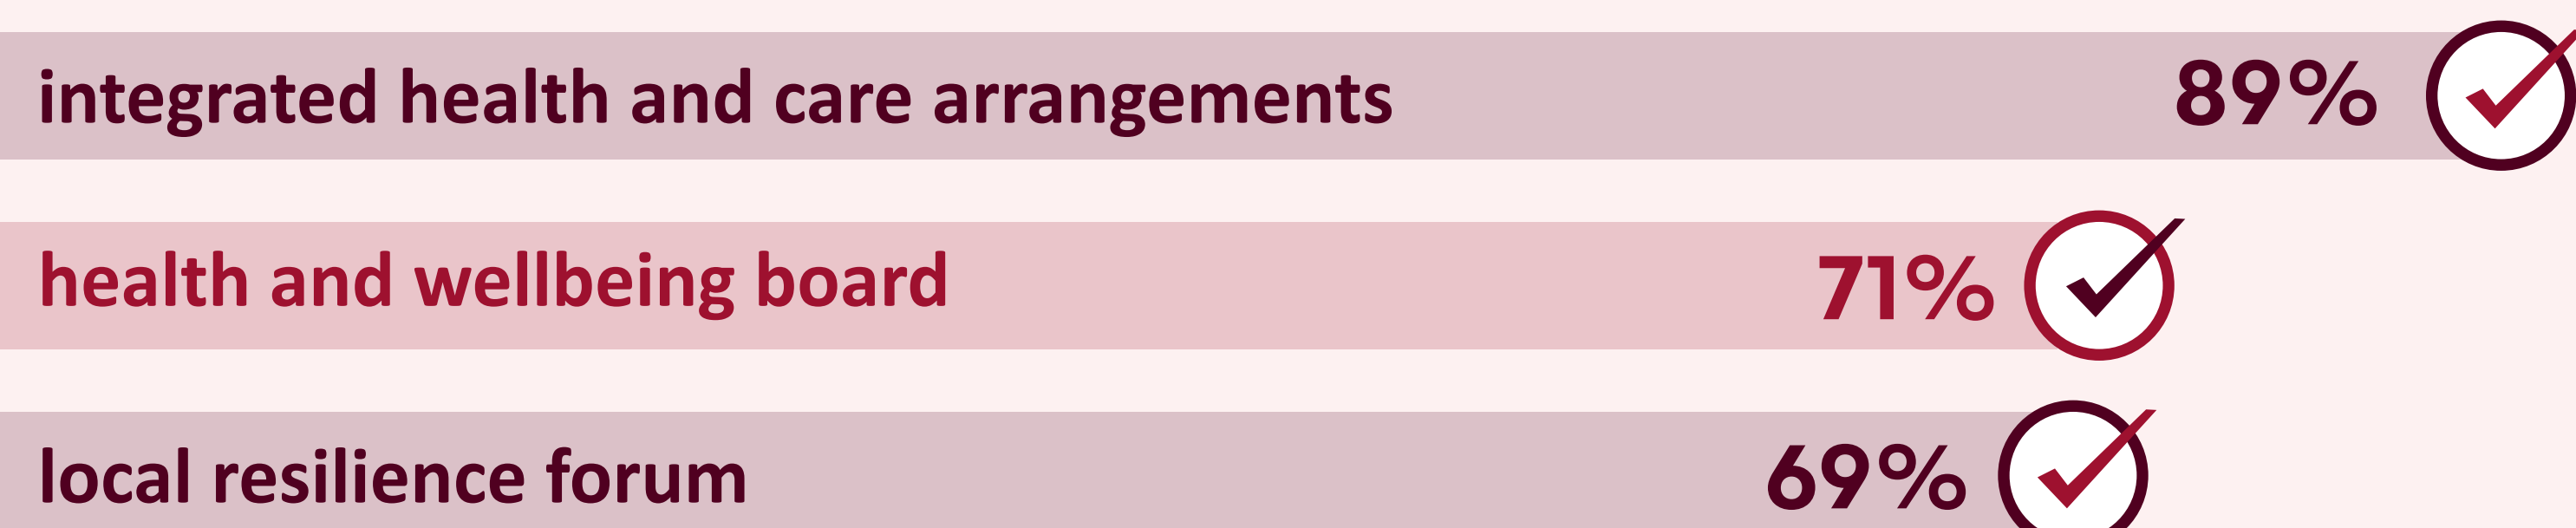 integrated health and care arrangements 89%
health and wellbeing board 71%
local resilience forum 69%